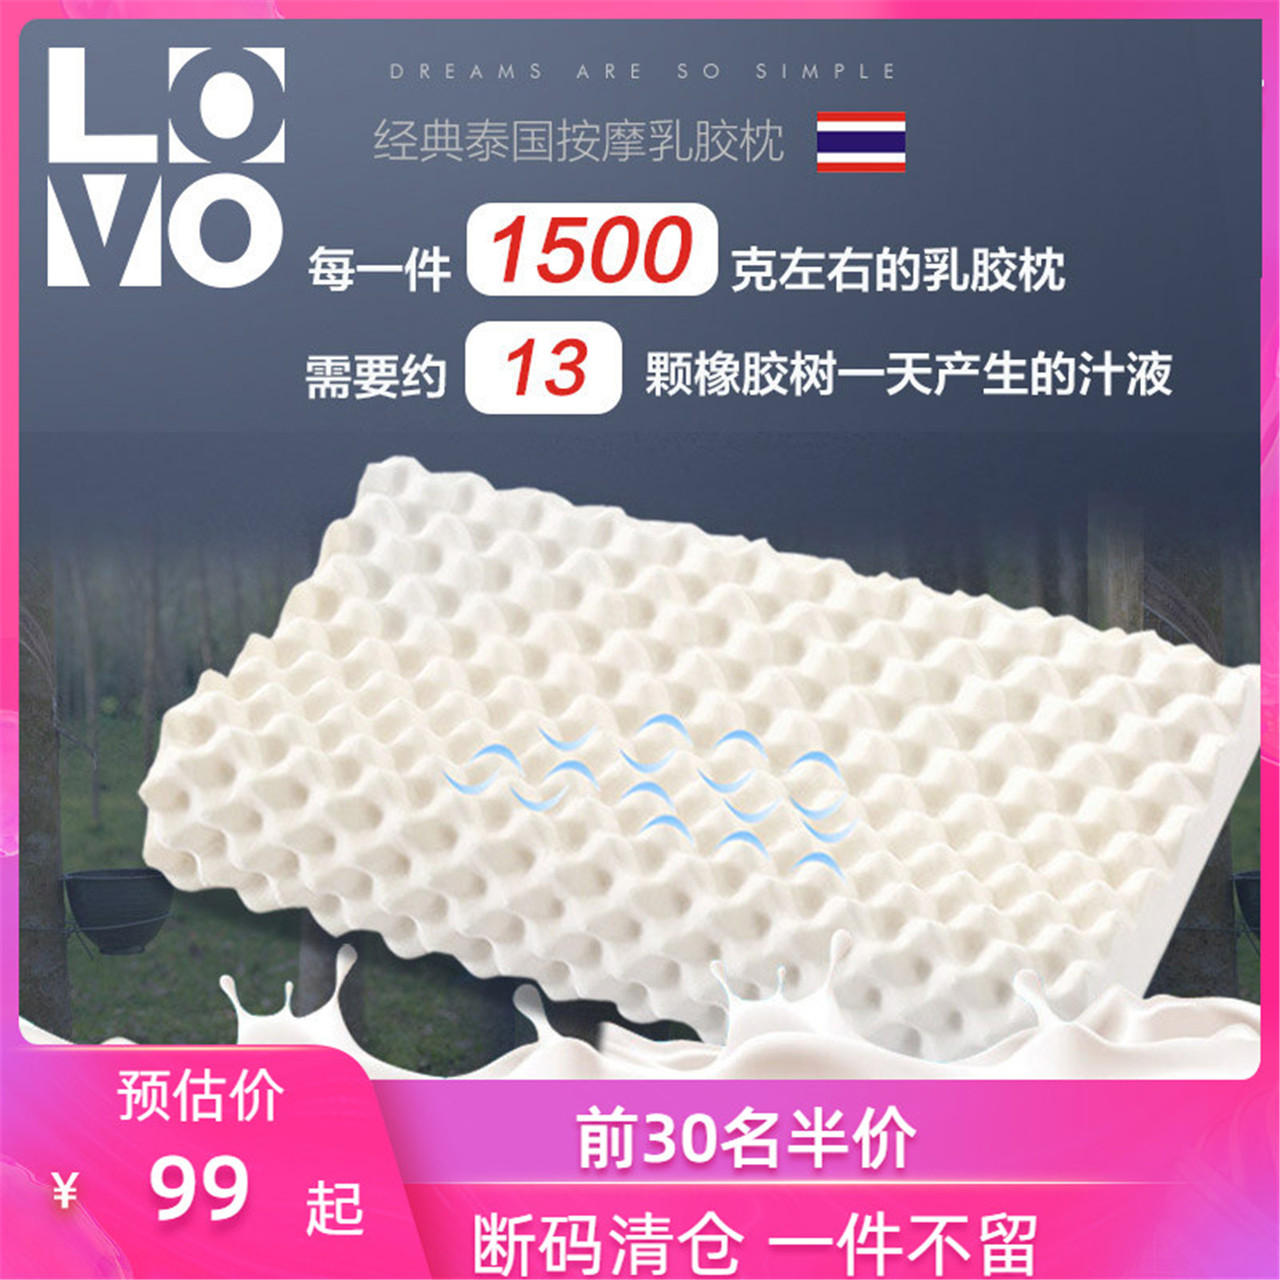 LO
VO
DREAMS ARE SO SIMPLE
经典泰国按摩乳胶枕
每一件 1500 克左右的乳胶枕
需要约 13 颗橡胶树一天产生的汁液
预估价
¥ 99 起
前30名半价
断码清仓 一件不留